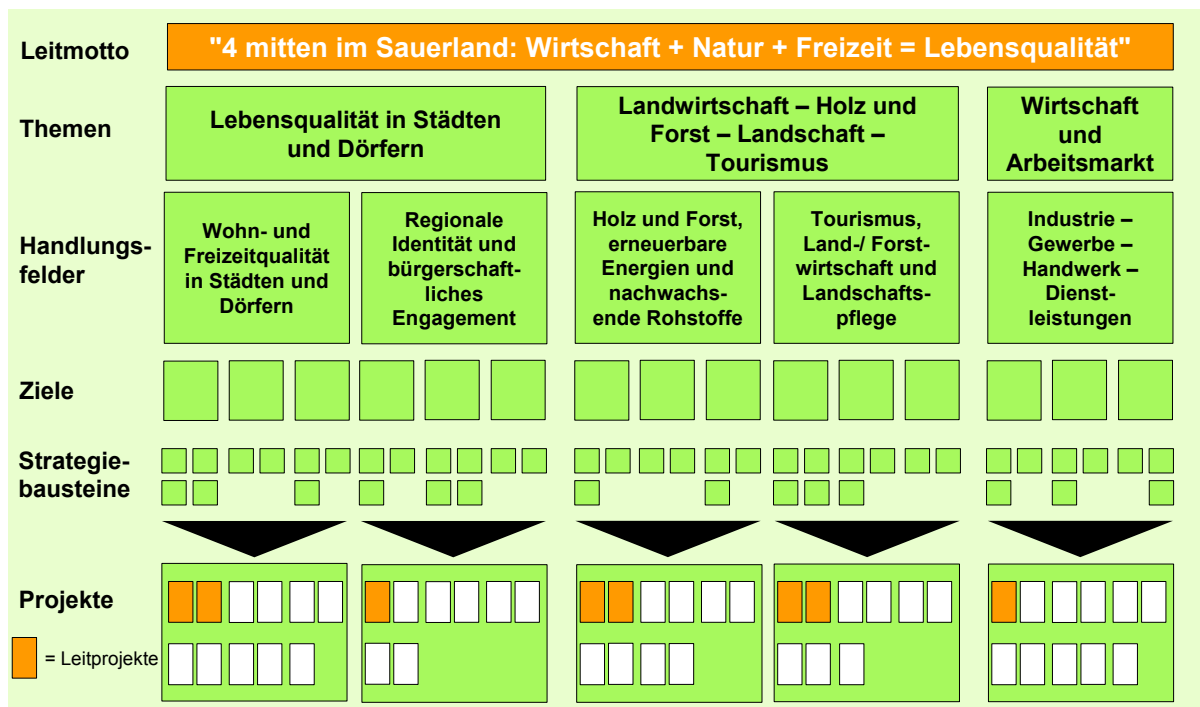 Leitmotto
"4 mitten im Sauerland: Wirtschaft + Natur + Freizeit = Lebensqualität"
Themen
Lebensqualität in Städten
und Dörfern
Landwirtschaft – Holz und
Forst – Landschaft –
Tourismus
Wirtschaft
und
Arbeitsmarkt
Handlungs-
felder
Wohn- und
Freizeitqualität
in Städten und
Dörfern
Regionale
Identität und
bürgerschaft-
liches
Engagement
Holz und Forst,
erneuerbare
Energien und
nachwachs-
ende Rohstoffe
Tourismus,
Land-/ Forst-
wirtschaft und
Landschafts-
pflege
Industrie –
Gewerbe –
Handwerk –
Dienst-
leistungen
Ziele
Strategie-
bausteine
Projekte
= Leitprojekte